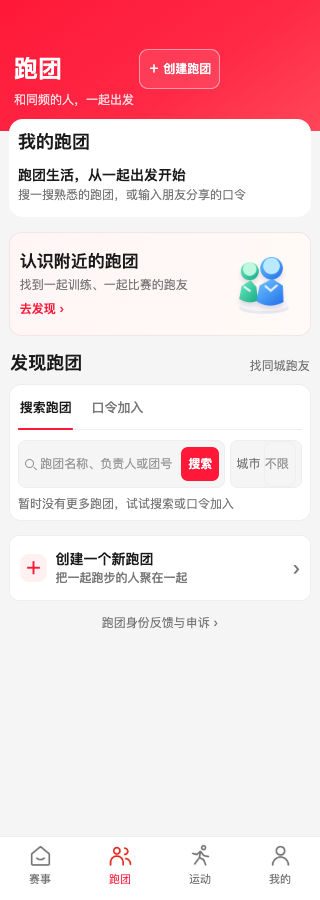 跑团
+ 创建跑团
和同频的人，一起出发
我的跑团
跑团生活，从一起出发开始
搜一搜熟悉的跑团，或输入朋友分享的口令
认识附近的跑团
找到一起训练、一起比赛的跑友
去发现 ›
发现跑团
找同城跑友
搜索跑团 口令加入
跑团名称、负责人或团号 搜索 城市 不限
暂时没有更多跑团，试试搜索或口令加入
创建一个新跑团
把一起跑步的人聚在一起
跑团身份反馈与申诉 ›
赛事 跑团 运动 我的